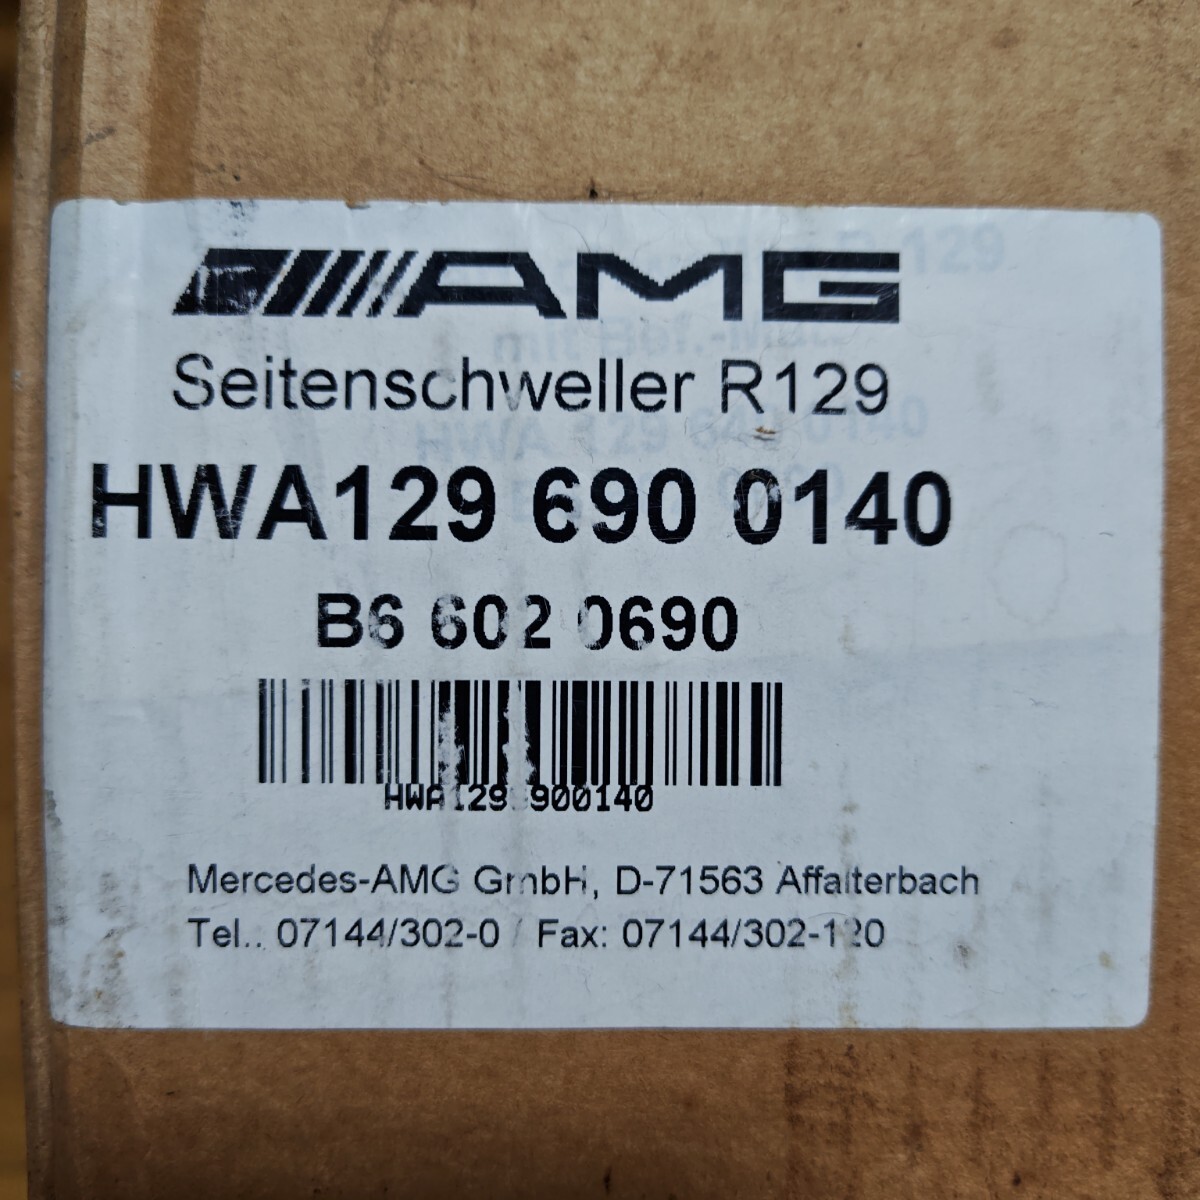 AMG
Seitenschweller R129
HWA129 690 0140
B6 602 0690
HWA1296900140
Mercedes-AMG GmbH, D-71563 Affalterbach
Tel.: 07144/302-0 / Fax: 07144/302-120